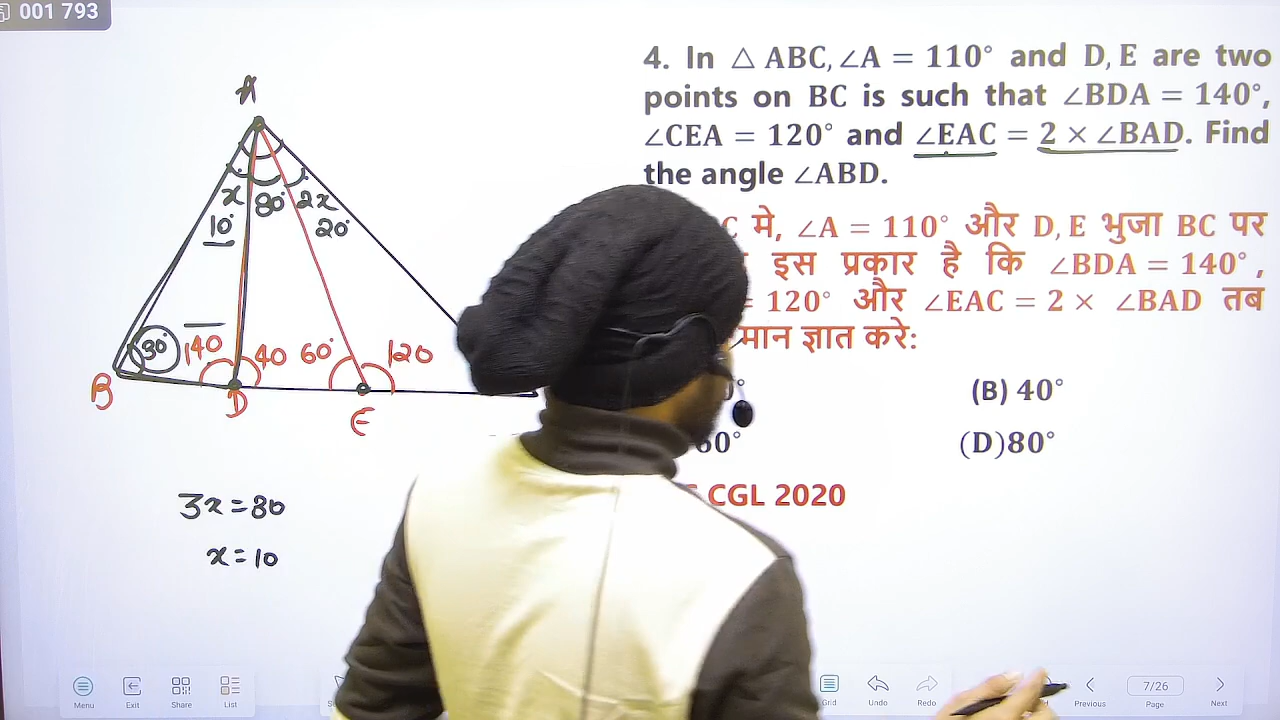 001 793
4. In △ ABC, ∠A = 110° and D, E are two
points on BC is such that ∠BDA = 140°,
∠CEA = 120° and ∠EAC = 2 × ∠BAD. Find
the angle ∠ABD.
C मे, ∠A = 110° और D, E भुजा BC पर
इस प्रकार है कि ∠BDA = 140°,
= 120° और ∠EAC = 2 × ∠BAD तब
मान ज्ञात करे:
(B) 40°
60°
(D)80°
CGL 2020
A
x 80° 2x
10° 20°
30° 140 40 60° 120
B D E
3x=30
x=10
Menu
Exit
Share
List
Grid
Undo
Redo
Previous
7/26
Page
Next